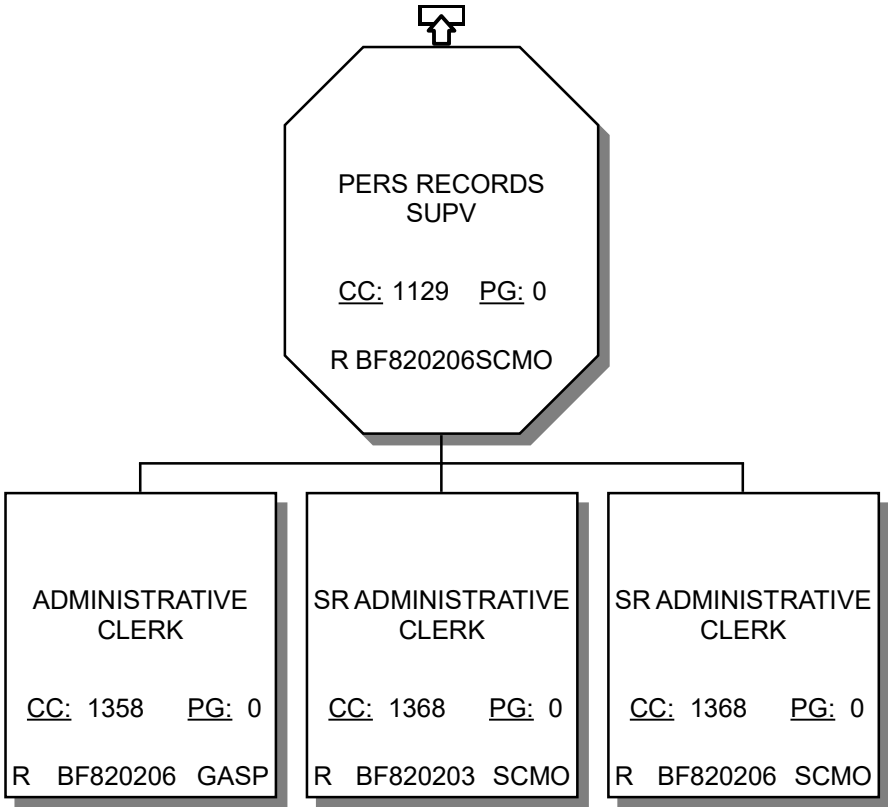 PERS RECORDS
SUPV
CC: 1129 PG: 0
R BF820206SCMO
ADMINISTRATIVE
CLERK
CC: 1358 PG: 0
R BF820206 GASP
SR ADMINISTRATIVE
CLERK
CC: 1368 PG: 0
R BF820203 SCMO
SR ADMINISTRATIVE
CLERK
CC: 1368 PG: 0
R BF820206 SCMO